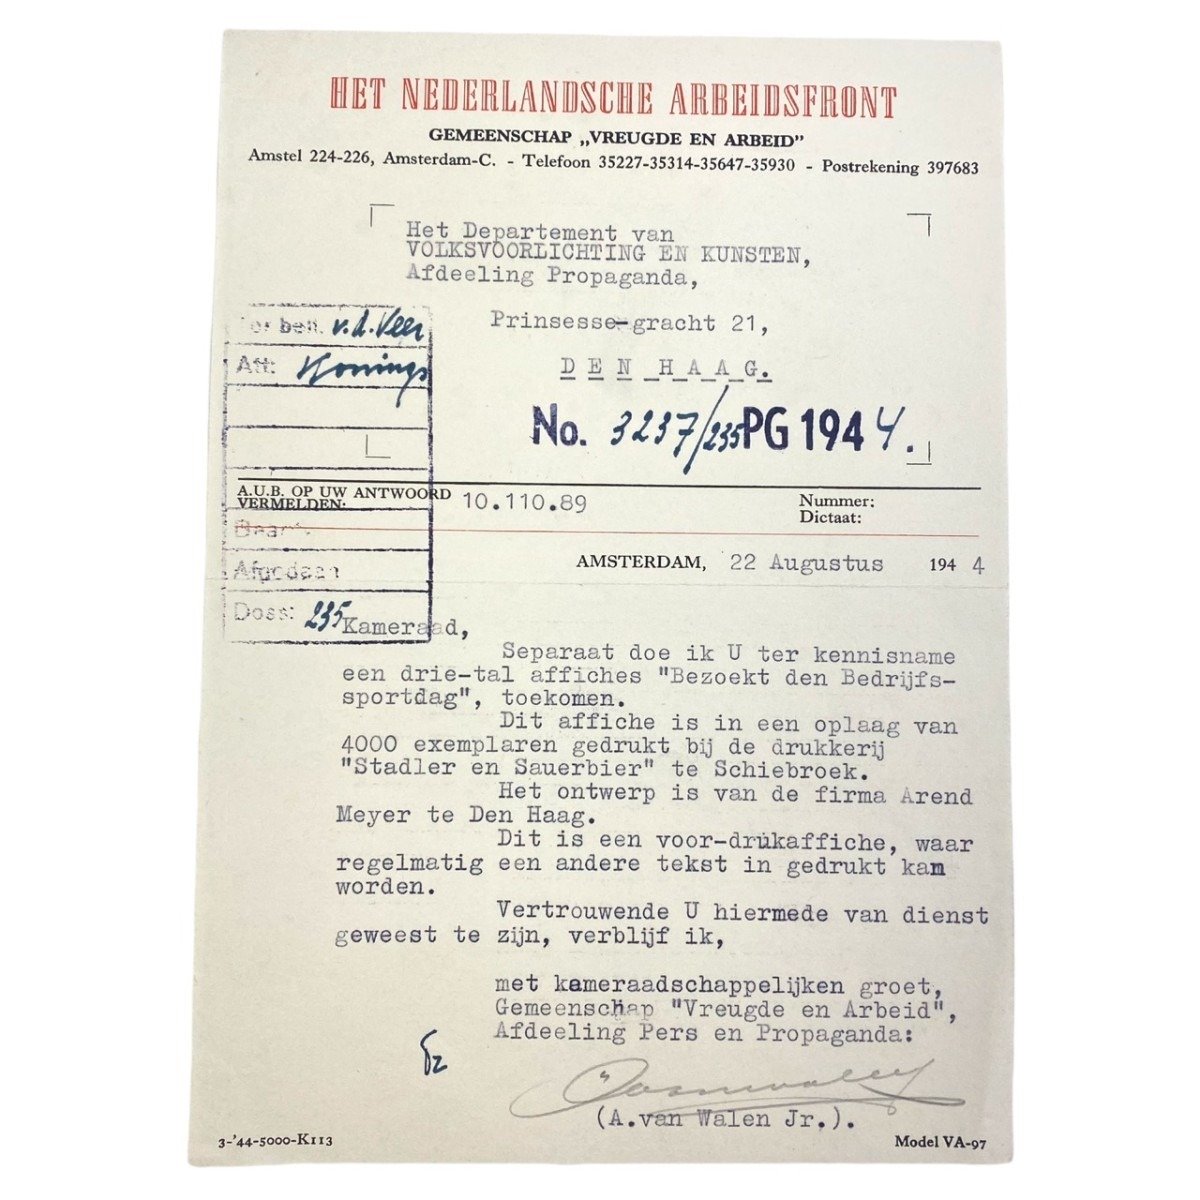 HET NEDERLANDSCHE ARBEIDSFRONT
GEMEENSCHAP „VREUGDE EN ARBEID”
Amstel 224-226, Amsterdam-C. - Telefoon 35227-35314-35647-35930 - Postrekening 397683
Het Departement van
VOLKSVOORLICHTING EN KUNSTEN,
Afdeeling Propaganda,
Prinsesse-gracht 21,
DEN HAAG.
Ter beh. v.d. Veer
Att: Honings
No. 3237/235 PG 1944.
A.U.B. OP UW ANTWOORD
VERMELDEN: 10.110.89
Nummer:
Dictaat:
Afgedaan
Doss: 235
AMSTERDAM, 22 Augustus 1944
Kameraad,
Separaat doe ik U ter kennisname
een drie-tal affiches "Bezoekt den Bedrijfs-
sportdag", toekomen.
Dit affiche is in een oplaag van
4000 exemplaren gedrukt bij de drukkerij
"Stadler en Sauerbier" te Schiebroek.
Het ontwerp is van de firma Arend
Meyer te Den Haag.
Dit is een voor-drukaffiche, waar
regelmatig een andere tekst in gedrukt kan
worden.
Vertrouwende U hiermede van dienst
geweest te zijn, verblijf ik,
met kameraadschappelijken groet,
Gemeenschap "Vreugde en Arbeid",
Afdeeling Pers en Propaganda:
(A.van Walen Jr.).
3-'44-5000-K113
Model VA-97